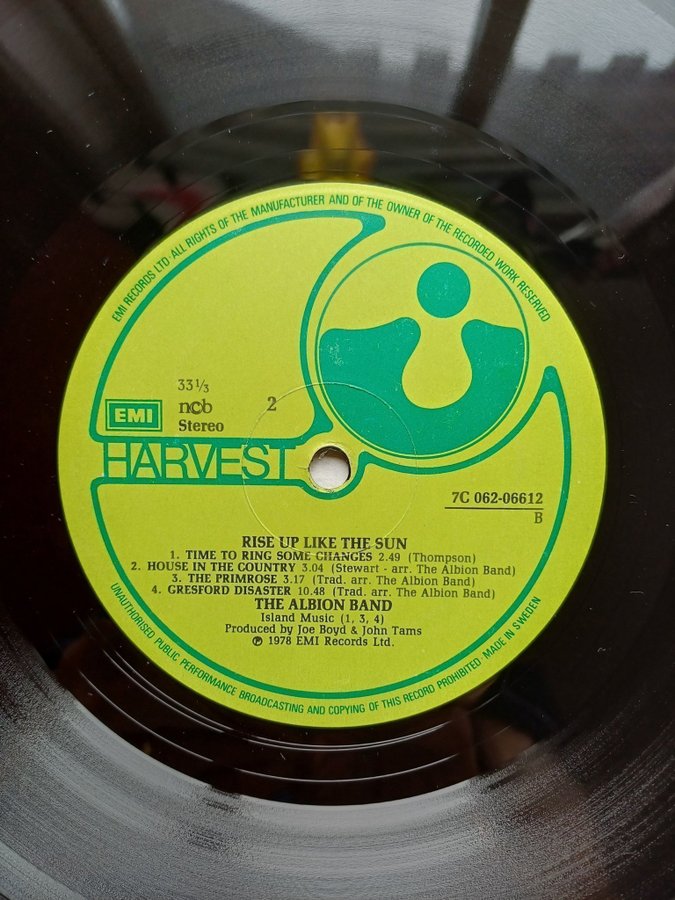 EMI RECORDS LTD·ALL RIGHTS OF THE MANUFACTURER AND OF THE OWNER OF THE RECORDED WORK RESERVED
33 1/3
ncb
Stereo
2
EMI
HARVEST
7C 062-06612
B
RISE UP LIKE THE SUN
1. TIME TO RING SOME CHANGES 2.49 (Thompson)
2. HOUSE IN THE COUNTRY 3.04 (Stewart - arr. The Albion Band)
3. THE PRIMROSE 3.17 (Trad. arr. The Albion Band)
4. GRESFORD DISASTER 10.48 (Trad. arr. The Albion Band)
THE ALBION BAND
Island Music (1, 3, 4)
Produced by Joe Boyd & John Tams
℗ 1978 EMI Records Ltd.
UNAUTHORISED PUBLIC PERFORMANCE BROADCASTING AND COPYING OF THIS RECORD PROHIBITED·MADE IN SWEDEN